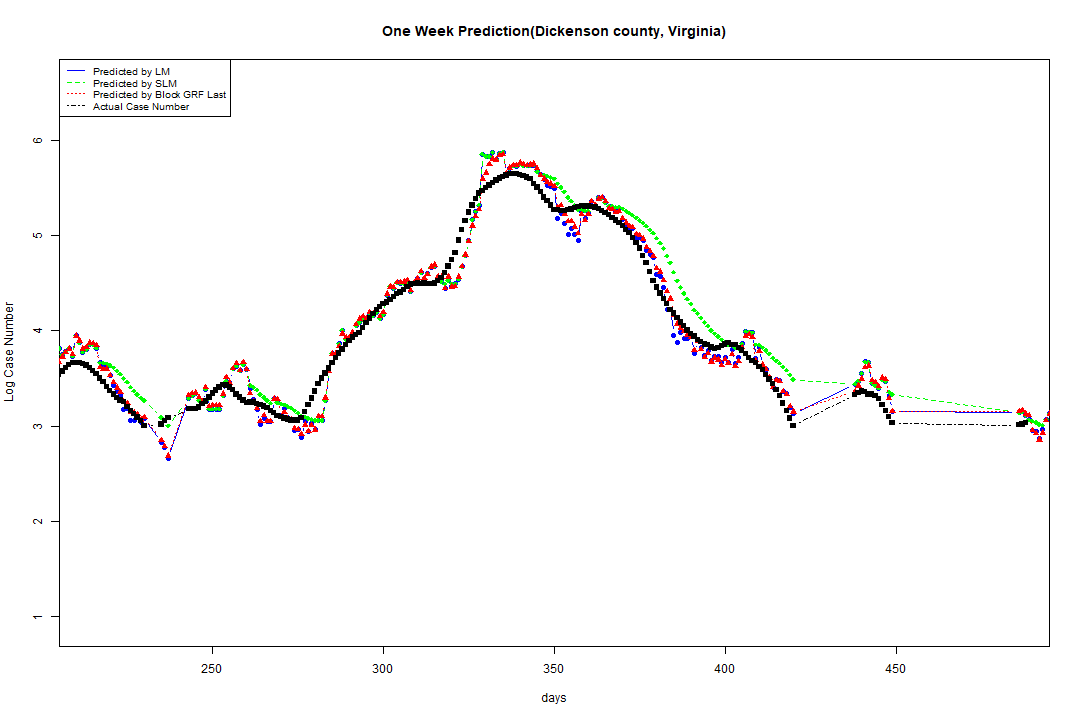 One Week Prediction(Dickenson county, Virginia)
Predicted by LM
Predicted by SLM
Predicted by Block GRF Last
Actual Case Number
Log Case Number
6
5
4
3
2
1
250 300 350 400 450
days